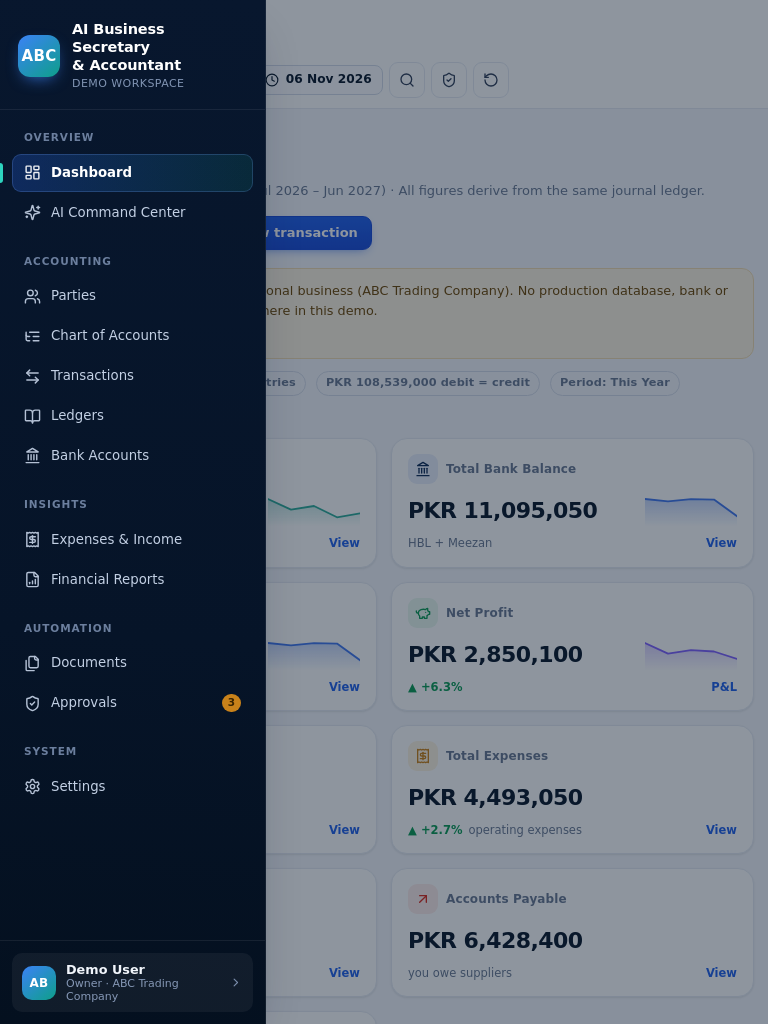 ABC
AI Business
Secretary
& Accountant
DEMO WORKSPACE
OVERVIEW
Dashboard
AI Command Center
ACCOUNTING
Parties
Chart of Accounts
Transactions
Ledgers
Bank Accounts
INSIGHTS
Expenses & Income
Financial Reports
AUTOMATION
Documents
Approvals
3
SYSTEM
Settings
AB
Demo User
Owner · ABC Trading
Company
06 Nov 2026
2026 – Jun 2027) · All figures derive from the same journal ledger.
transaction
business (ABC Trading Company). No production database, bank or
in this demo.
PKR 108,539,000 debit = credit
Period: This Year
View
Total Bank Balance
PKR 11,095,050
HBL + Meezan
View
View
Net Profit
PKR 2,850,100
▲ +6.3%
P&L
View
Total Expenses
PKR 4,493,050
▲ +2.7% operating expenses
View
View
Accounts Payable
PKR 6,428,400
you owe suppliers
View